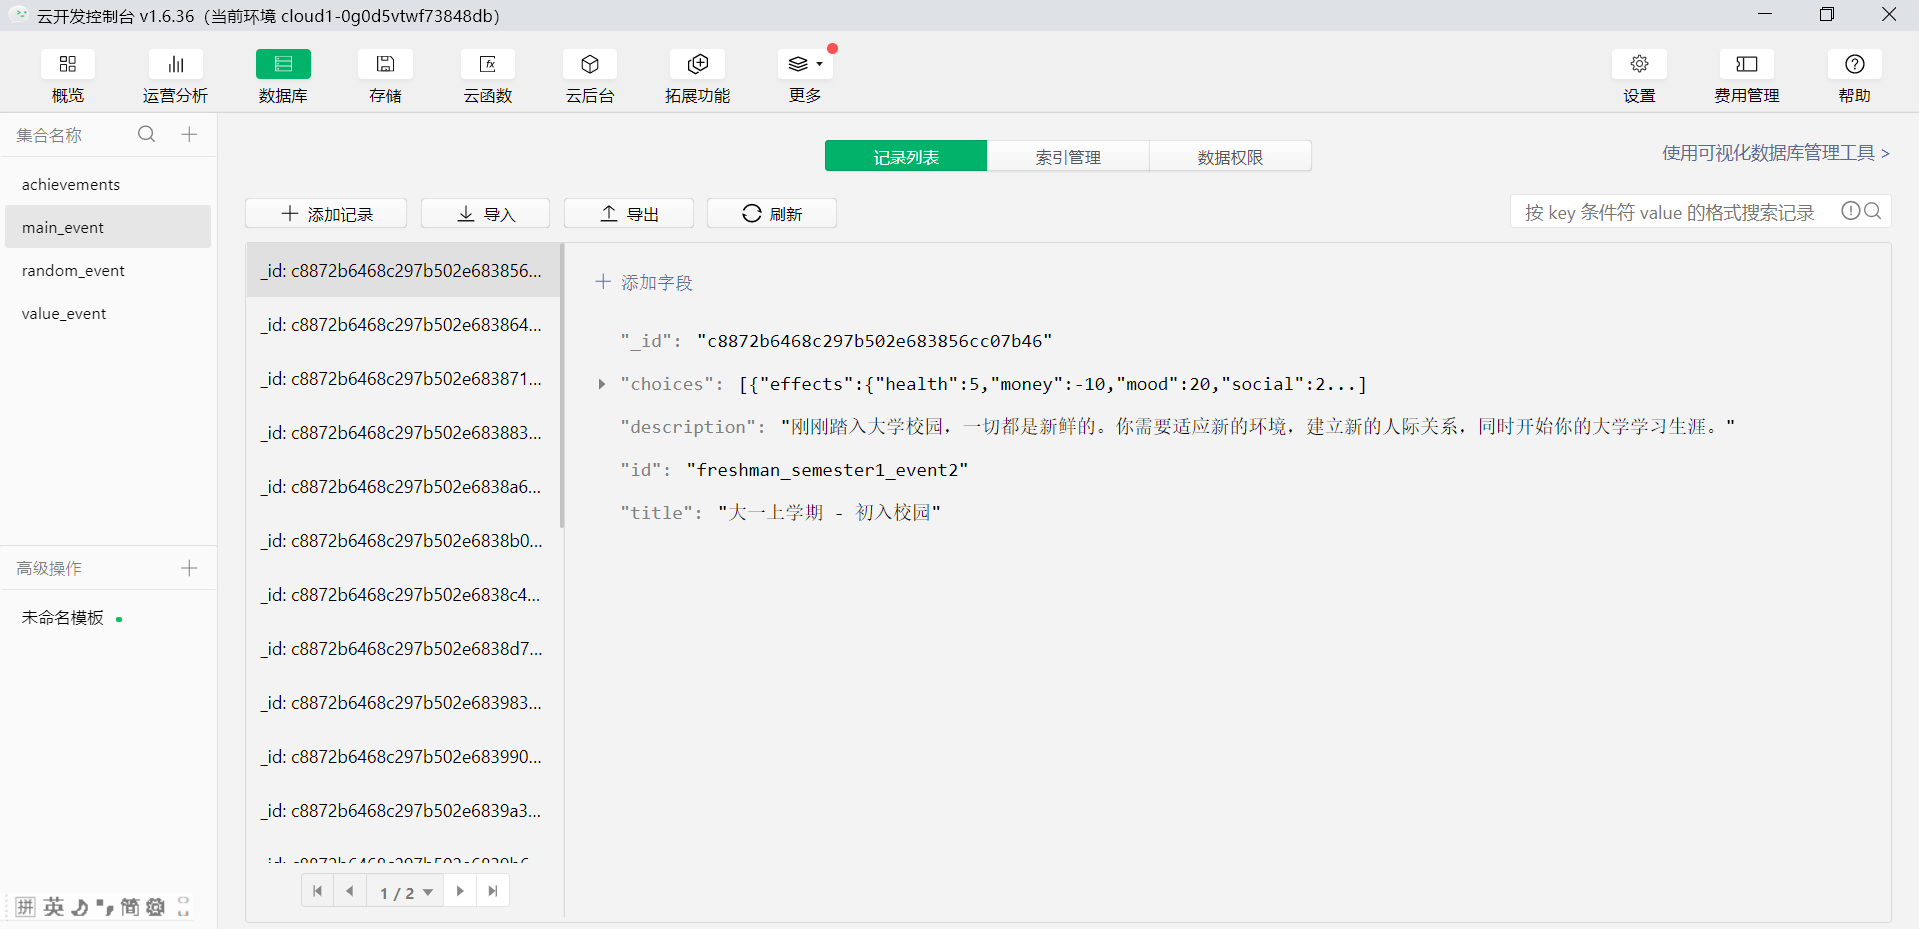 云开发控制台 v1.6.36（当前环境 cloud1-0g0d5vtwf73848db）
概览
运营分析
数据库
存储
云函数
云后台
拓展功能
更多
设置
费用管理
帮助
集合名称
achievements
main_event
random_event
value_event
高级操作
未命名模板
记录列表
索引管理
数据权限
使用可视化数据库管理工具 >
添加记录
导入
导出
刷新
按 key 条件符 value 的格式搜索记录
_id: c8872b6468c297b502e683856...
_id: c8872b6468c297b502e683864...
_id: c8872b6468c297b502e683871...
_id: c8872b6468c297b502e683883...
_id: c8872b6468c297b502e6838a6...
_id: c8872b6468c297b502e6838b0...
_id: c8872b6468c297b502e6838c4...
_id: c8872b6468c297b502e6838d7...
_id: c8872b6468c297b502e683983...
_id: c8872b6468c297b502e683990...
_id: c8872b6468c297b502e6839a3...
1 / 2
添加字段
"_id": "c8872b6468c297b502e683856cc07b46"
"choices": [{"effects":{"health":5,"money":-10,"mood":20,"social":2...]
"description": "刚刚踏入大学校园，一切都是新鲜的。你需要适应新的环境，建立新的人际关系，同时开始你的大学学习生涯。"
"id": "freshman_semester1_event2"
"title": "大一上学期 - 初入校园"
拼 英 简